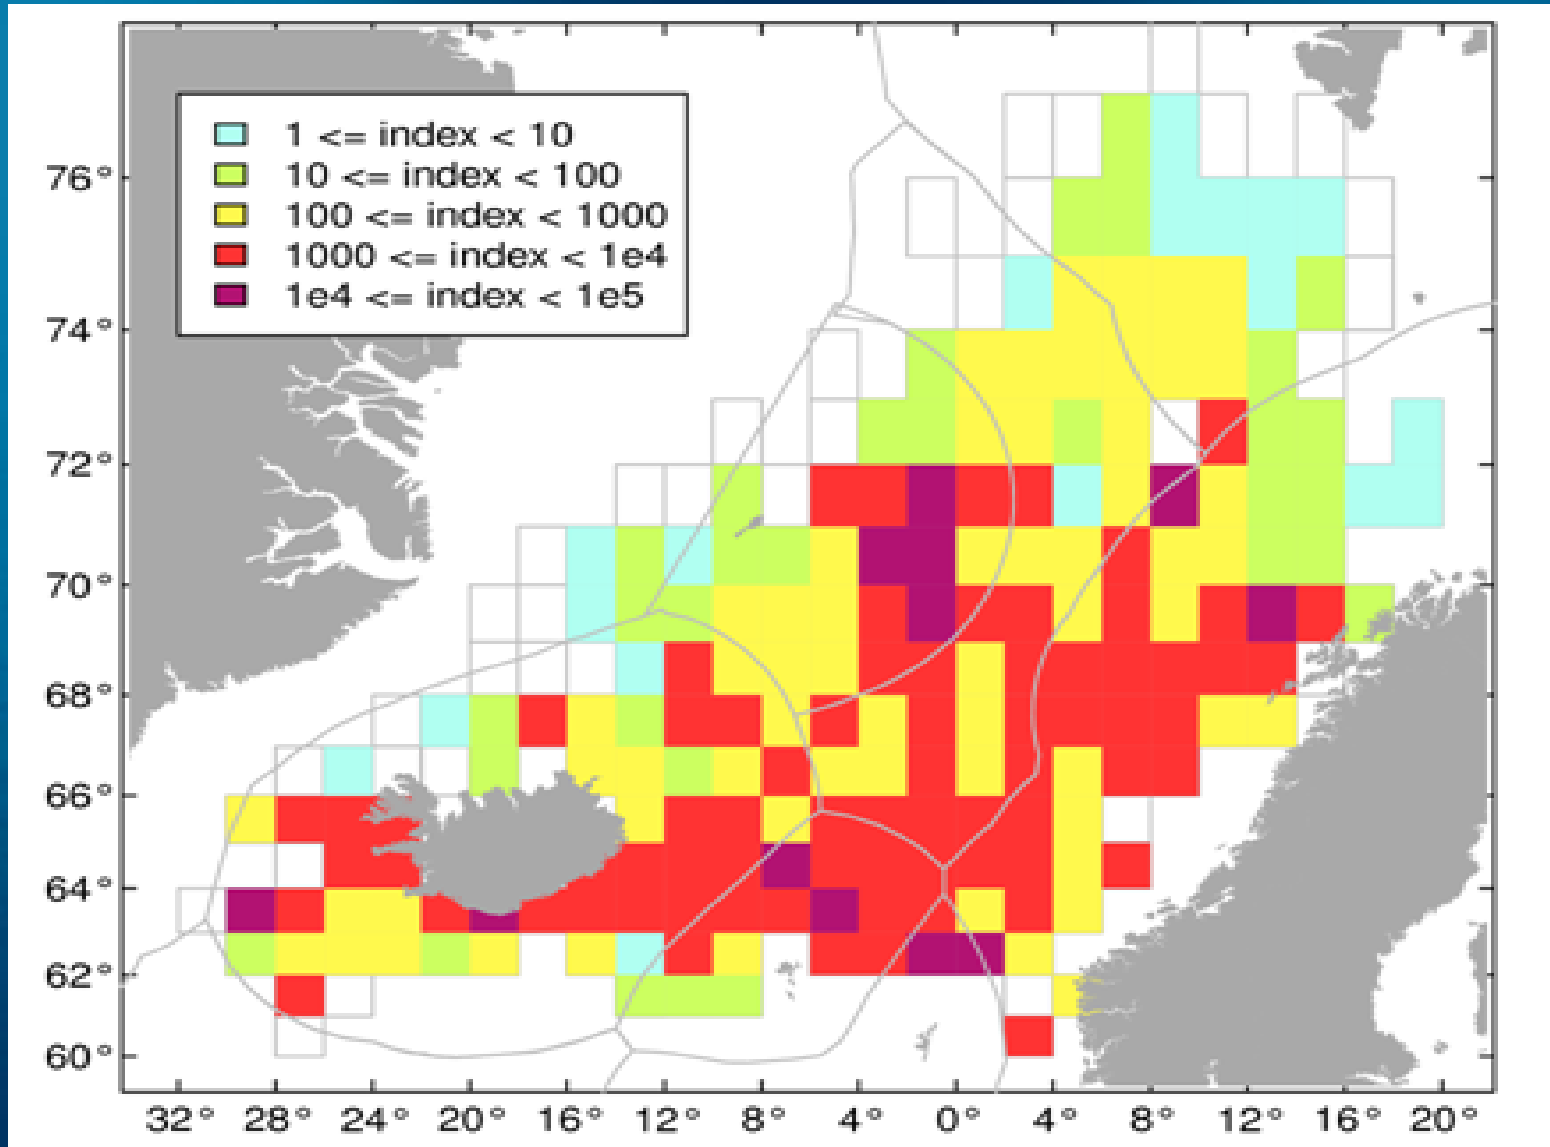 1 <= index < 10
10 <= index < 100
100 <= index < 1000
1000 <= index < 1e4
1e4 <= index < 1e5
76°
74°
72°
70°
68°
66°
64°
62°
60°
32° 28° 24° 20° 16° 12° 8° 4° 0° 4° 8° 12° 16° 20°